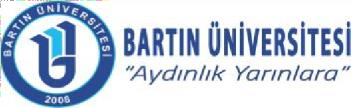 BARTIN ÜNİVERSİTESİ
2008
BARTIN ÜNİVERSİTESİ
"Aydınlık Yarınlara"